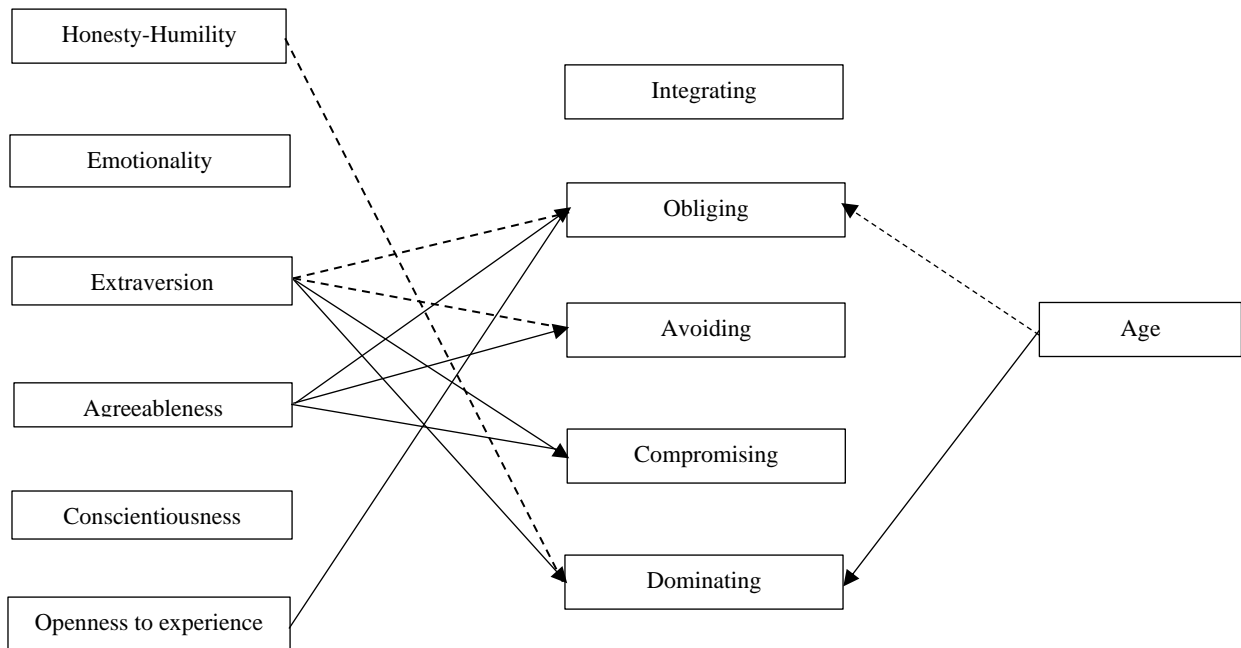 Honesty-Humility
Emotionality
Extraversion
Agreeableness
Conscientiousness
Openness to experience
Integrating
Obliging
Avoiding
Compromising
Dominating
Age